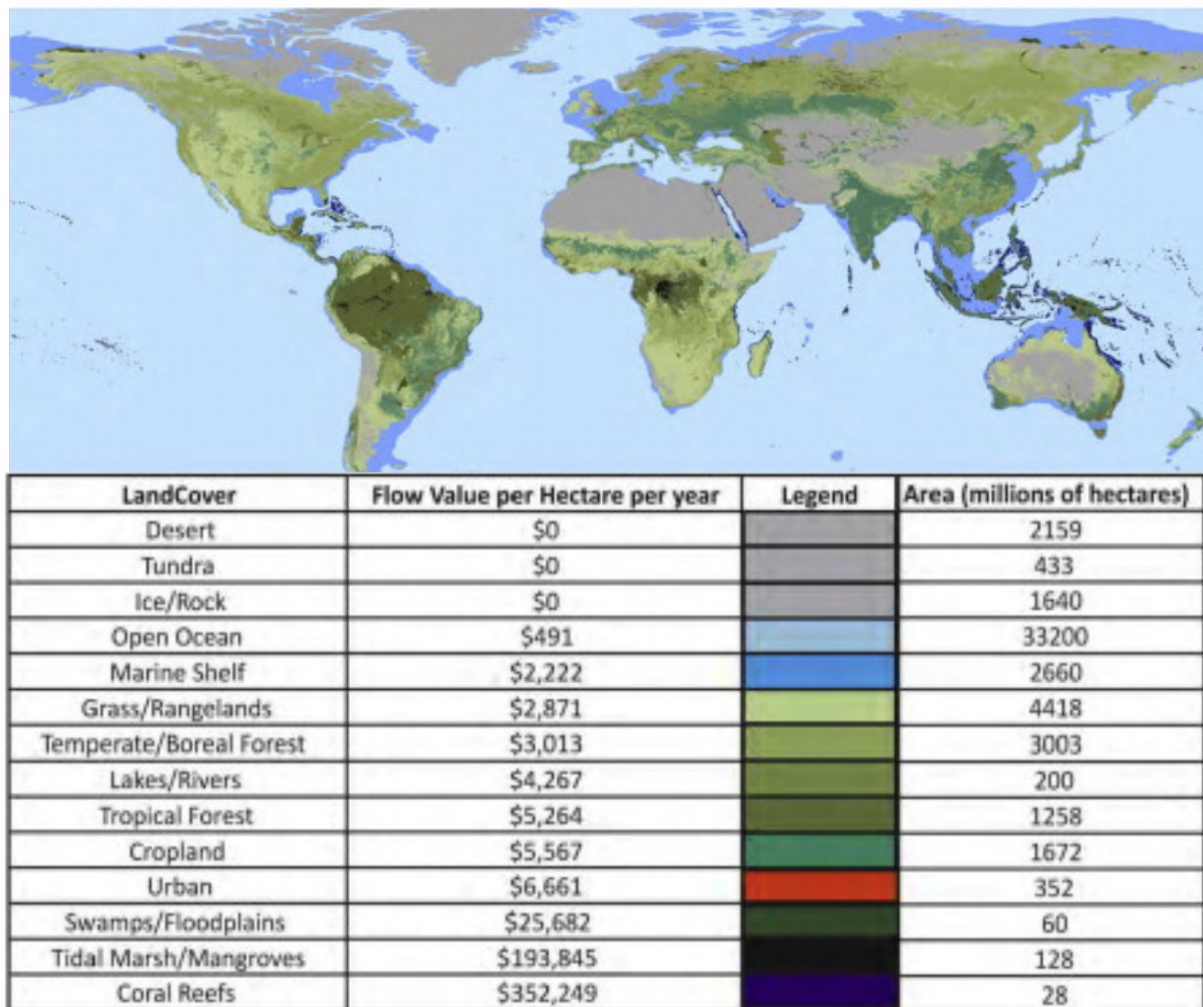 LandCover Flow Value per Hectare per year Legend Area (millions of hectares)
Desert $0 2159
Tundra $0 433
Ice/Rock $0 1640
Open Ocean $491 33200
Marine Shelf $2,222 2660
Grass/Rangelands $2,871 4418
Temperate/Boreal Forest $3,013 3003
Lakes/Rivers $4,267 200
Tropical Forest $5,264 1258
Cropland $5,567 1672
Urban $6,661 352
Swamps/Floodplains $25,682 60
Tidal Marsh/Mangroves $193,845 128
Coral Reefs $352,249 28